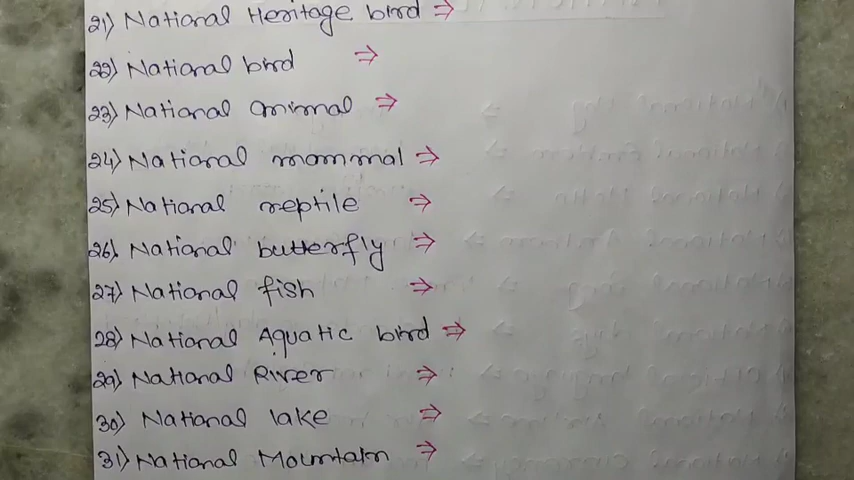 21) National Heritage bird ⇒
22) National bird ⇒
23) National animal ⇒
24) National mammal ⇒
25) National reptile ⇒
26) National butterfly ⇒
27) National fish ⇒
28) National Aquatic bird ⇒
29) National River ⇒
30) National lake ⇒
31) National Mountain ⇒